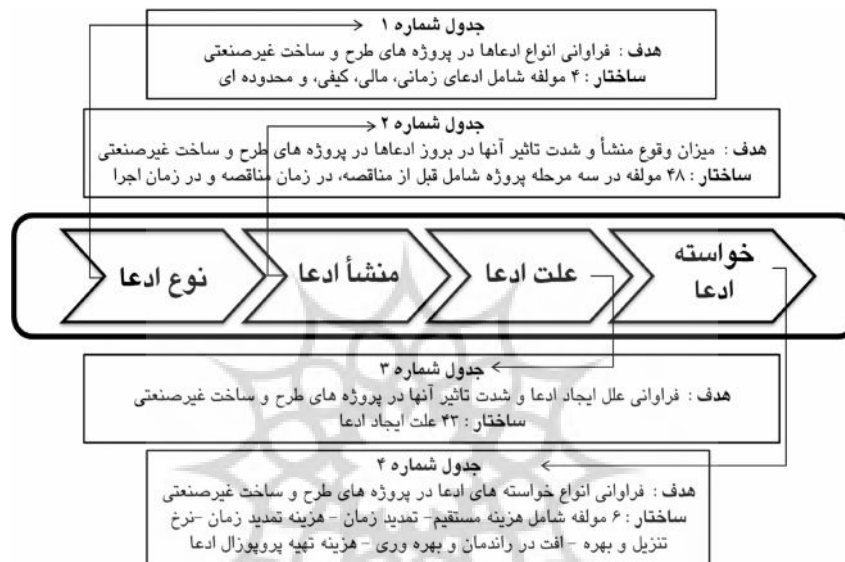 جدول شماره ۱
هدف : فراوانی انواع ادعاها در پروژه های طرح و ساخت غیرصنعتی
ساختار : ۴ مولفه شامل ادعای زمانی، مالی، کیفی، و محدوده ای
جدول شماره ۲
هدف : میزان وقوع منشأ و شدت تاثیر آنها در بروز ادعاها در پروژه های طرح و ساخت غیرصنعتی
ساختار : ۴۸ مولفه در سه مرحله پروژه شامل قبل از مناقصه، در زمان مناقصه و در زمان اجرا
نوع ادعا
منشأ ادعا
علت ادعا
خواسته
ادعا
جدول شماره ۳
هدف : فراوانی علل ایجاد ادعا و شدت تاثیر آنها در پروژه های طرح و ساخت غیرصنعتی
ساختار : ۴۳ علت ایجاد ادعا
جدول شماره ۴
هدف : فراوانی انواع خواسته های ادعا در پروژه های طرح و ساخت غیرصنعتی
ساختار : ۶ مولفه شامل هزینه مستقیم- تمدید زمان - هزینه تمدید زمان -نرخ
تنزیل و بهره - افت در راندمان و بهره وری - هزینه تهیه پروپوزال ادعا